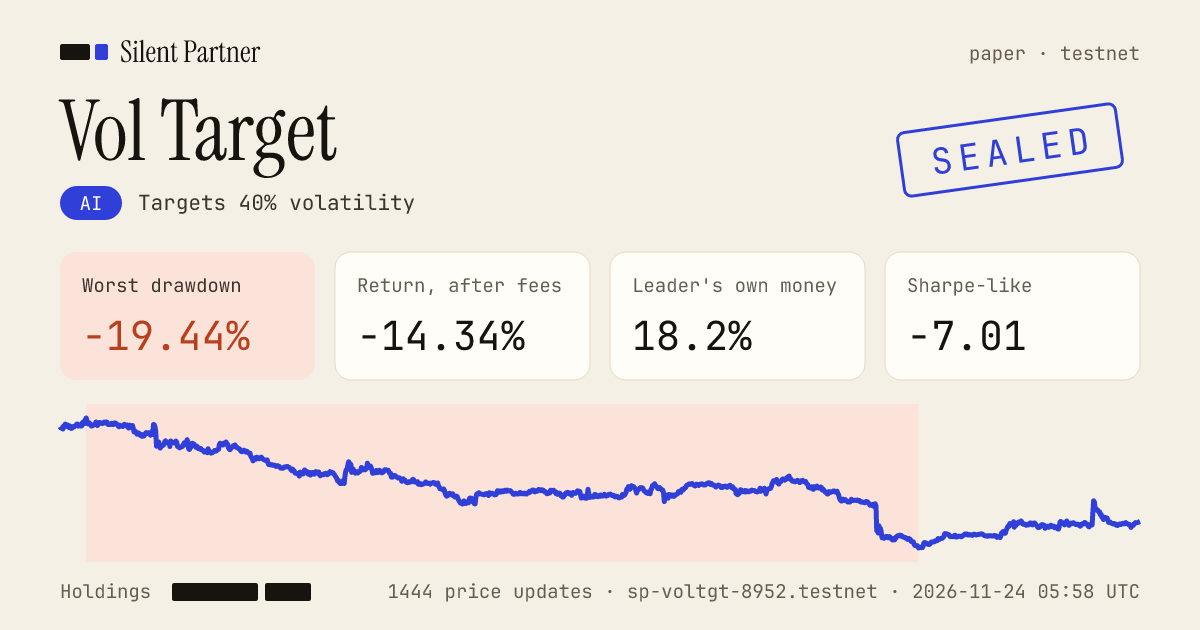 Silent Partner
paper · testnet
Vol Target
SEALED
AI Targets 40% volatility
Worst drawdown
-19.44%
Return, after fees
-14.34%
Leader's own money
18.2%
Sharpe-like
-7.01
Holdings
1444 price updates · sp-voltgt-8952.testnet · 2026-11-24 05:58 UTC